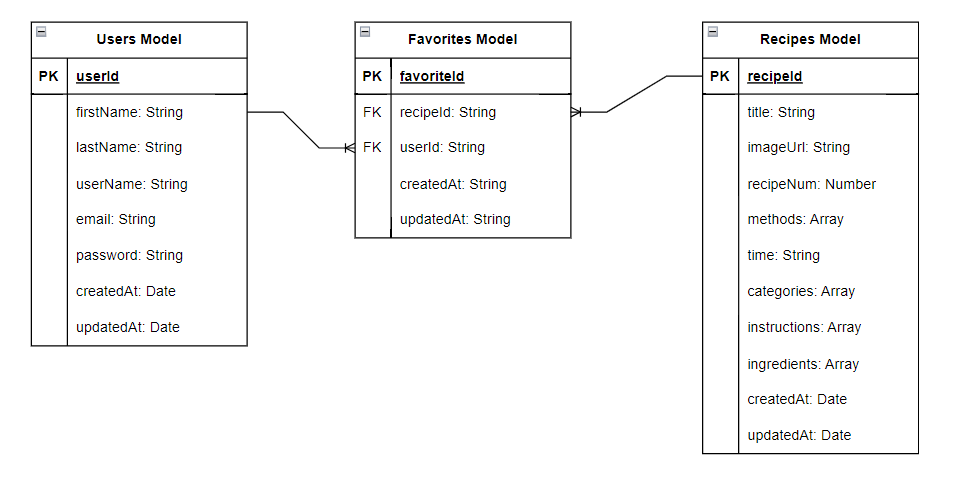 Users Model
PK userId
firstName: String
lastName: String
userName: String
email: String
password: String
createdAt: Date
updatedAt: Date
Favorites Model
PK favoriteId
FK recipeId: String
FK userId: String
createdAt: String
updatedAt: String
Recipes Model
PK recipeId
title: String
imageUrl: String
recipeNum: Number
methods: Array
time: String
categories: Array
instructions: Array
ingredients: Array
createdAt: Date
updatedAt: Date